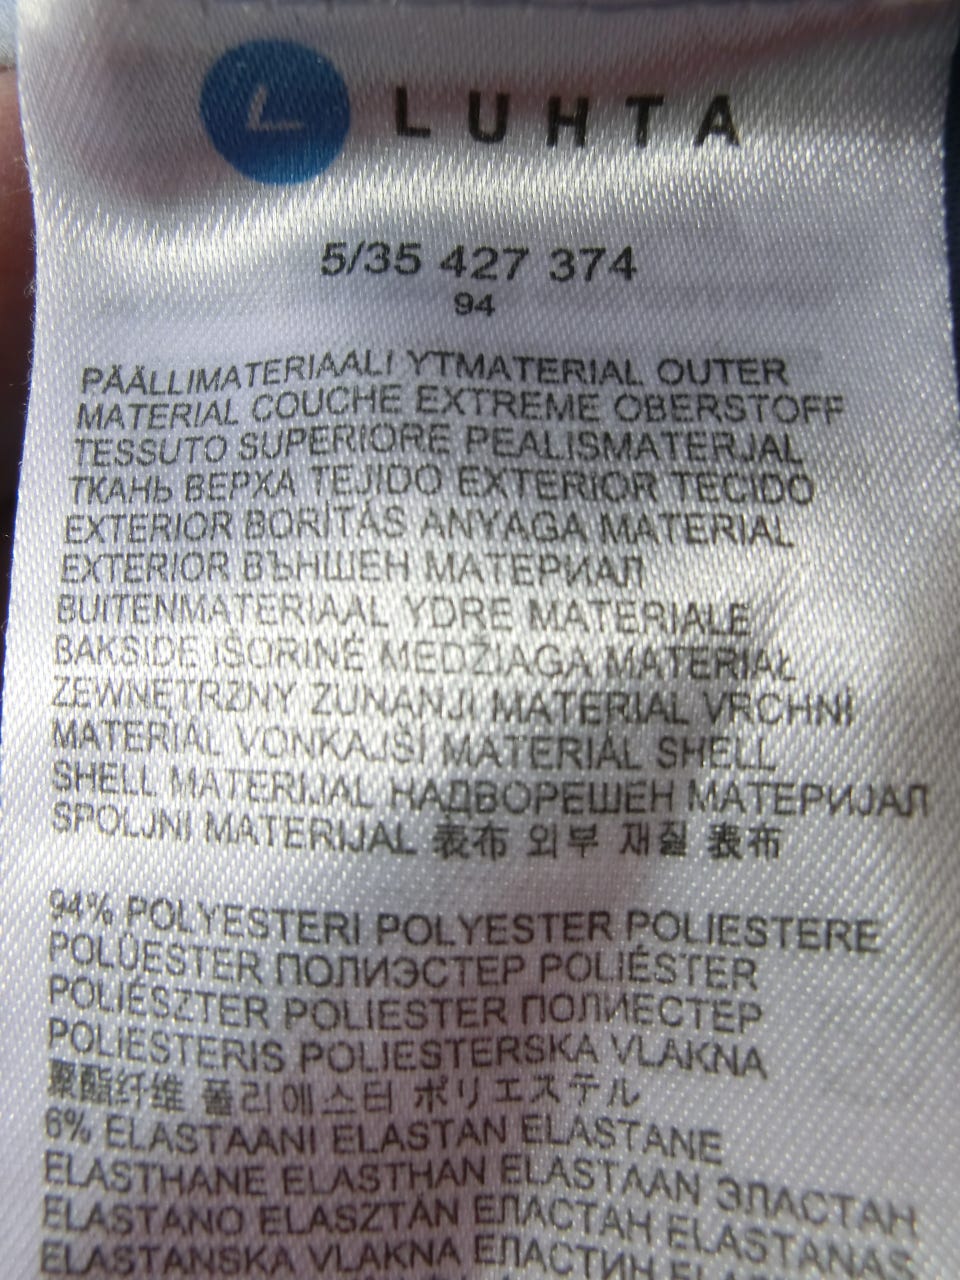 L LUHTA
5/35 427 374
94
PÄÄLLIMATERIAALI YTMATERIAL OUTER
MATERIAL COUCHE EXTREME OBERSTOFF
TESSUTO SUPERIORE PEALISMATERJAL
ТКАНЬ ВЕРХА TEJIDO EXTERIOR TECIDO
EXTERIOR BORÍTÁS ANYAGA MATERIAL
EXTERIOR ВЪНШЕН МАТЕРИАЛ
BUITENMATERIAAL YDRE MATERIALE
BAKSIDE IŠORINĖ MEDŽIAGA MATERIAŁ
ZEWNĘTRZNY ZUNANJI MATERIAL VRCHNÍ
MATERIÁL VONKAJŠÍ MATERIÁL SHELL
SHELL MATERIJAL НАДВОРЕШЕН МАТЕРИЈАЛ
SPOLJNI MATERIJAL 表布 외부 재질 表布
94% POLYESTERI POLYESTER POLIESTERE
POLÜESTER ПОЛИЭСТЕР POLIÉSTER
POLIÉSZTER POLIESTER ПОЛИЕСТЕР
POLIESTERIS POLIESTERSKA VLAKNA
聚酯纤维 폴리에스터 ポリエステル
6% ELASTAANI ELASTAN ELASTANE
ELASTHANE ELASTHAN ELASTAAN ЭЛАСТАН
ELASTANO ELASZTÁN ЕЛАСТАН ELASTANAS
ELASTANSKA VLAKNA ЕЛАСТИН